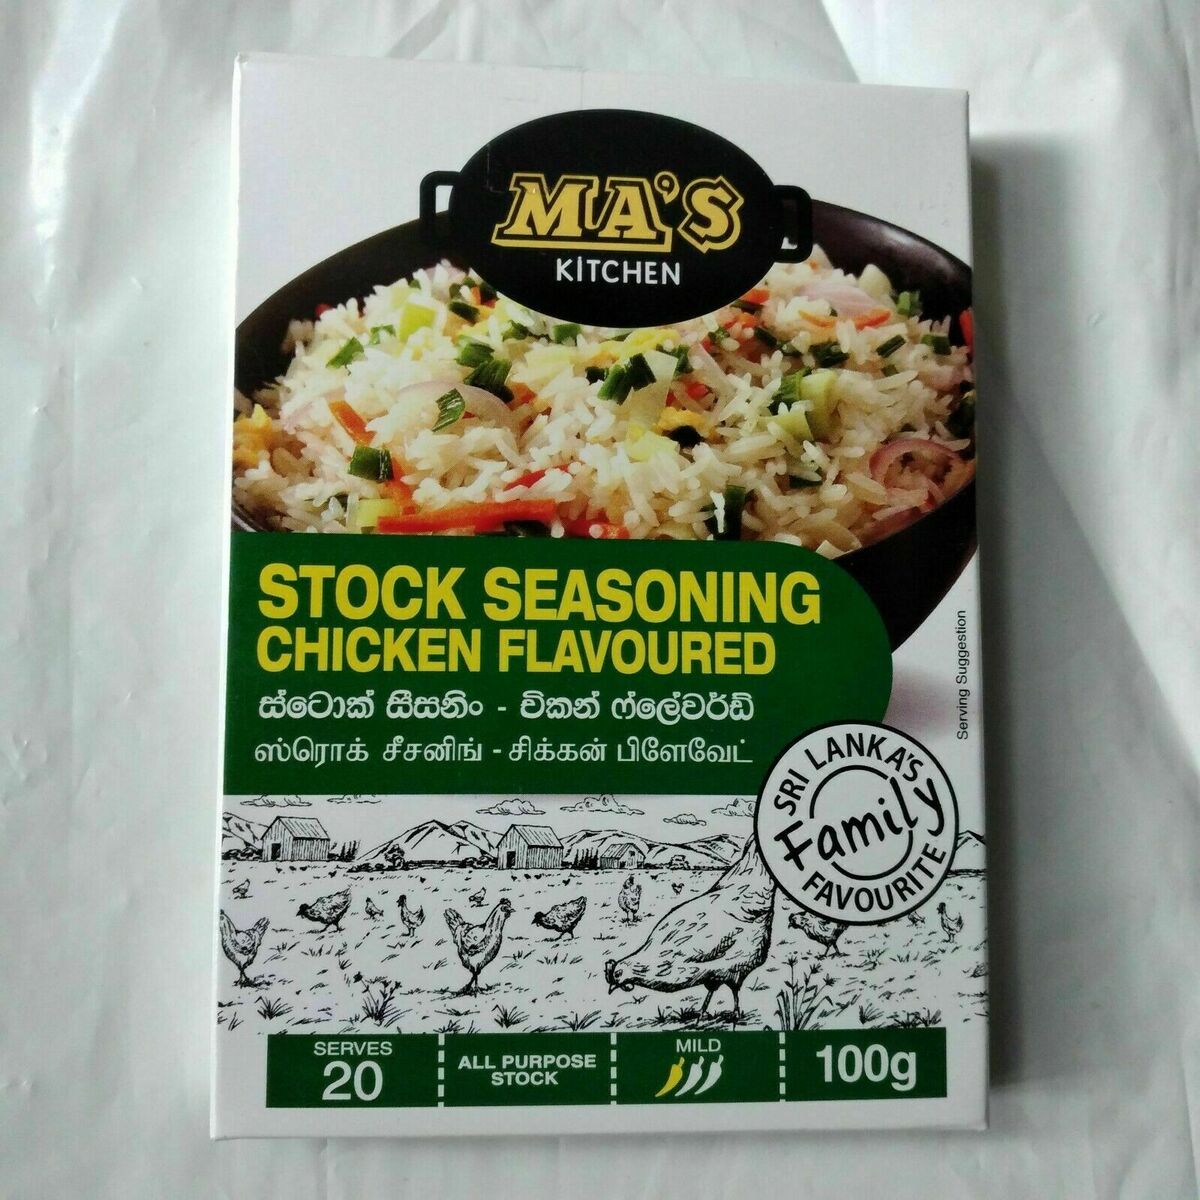 MA'S
KiTCHEN
STOCK SEASONING
CHICKEN FLAVOURED
ස්ටොක් සීසනිං - චිකන් ෆ්ලේවර්ඩ්
ஸ்ரொக் சீசனிங் - சிக்கன் பிளேவேட்
Serving Suggestion
SRI LANKA'S
Family
FAVOURITE
SERVES
20
ALL PURPOSE
STOCK
MILD
100g